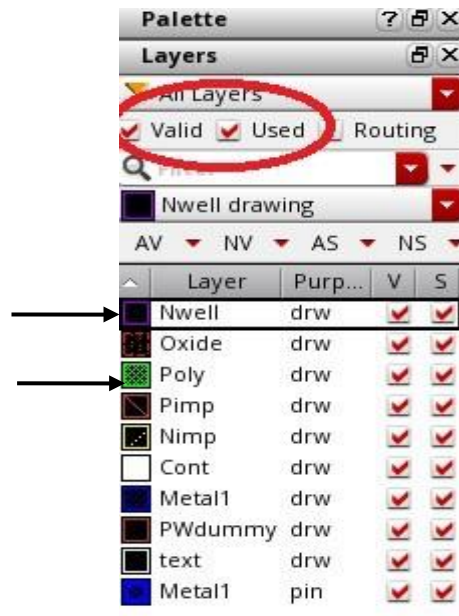 Palette ?
Layers
All Layers
Valid Used Routing
Nwell drawing
AV NV AS NS
Layer Purp... V S
Nwell drw
Oxide drw
Poly drw
Pimp drw
Nimp drw
Cont drw
Metal1 drw
PWdummy drw
text drw
Metal1 pin